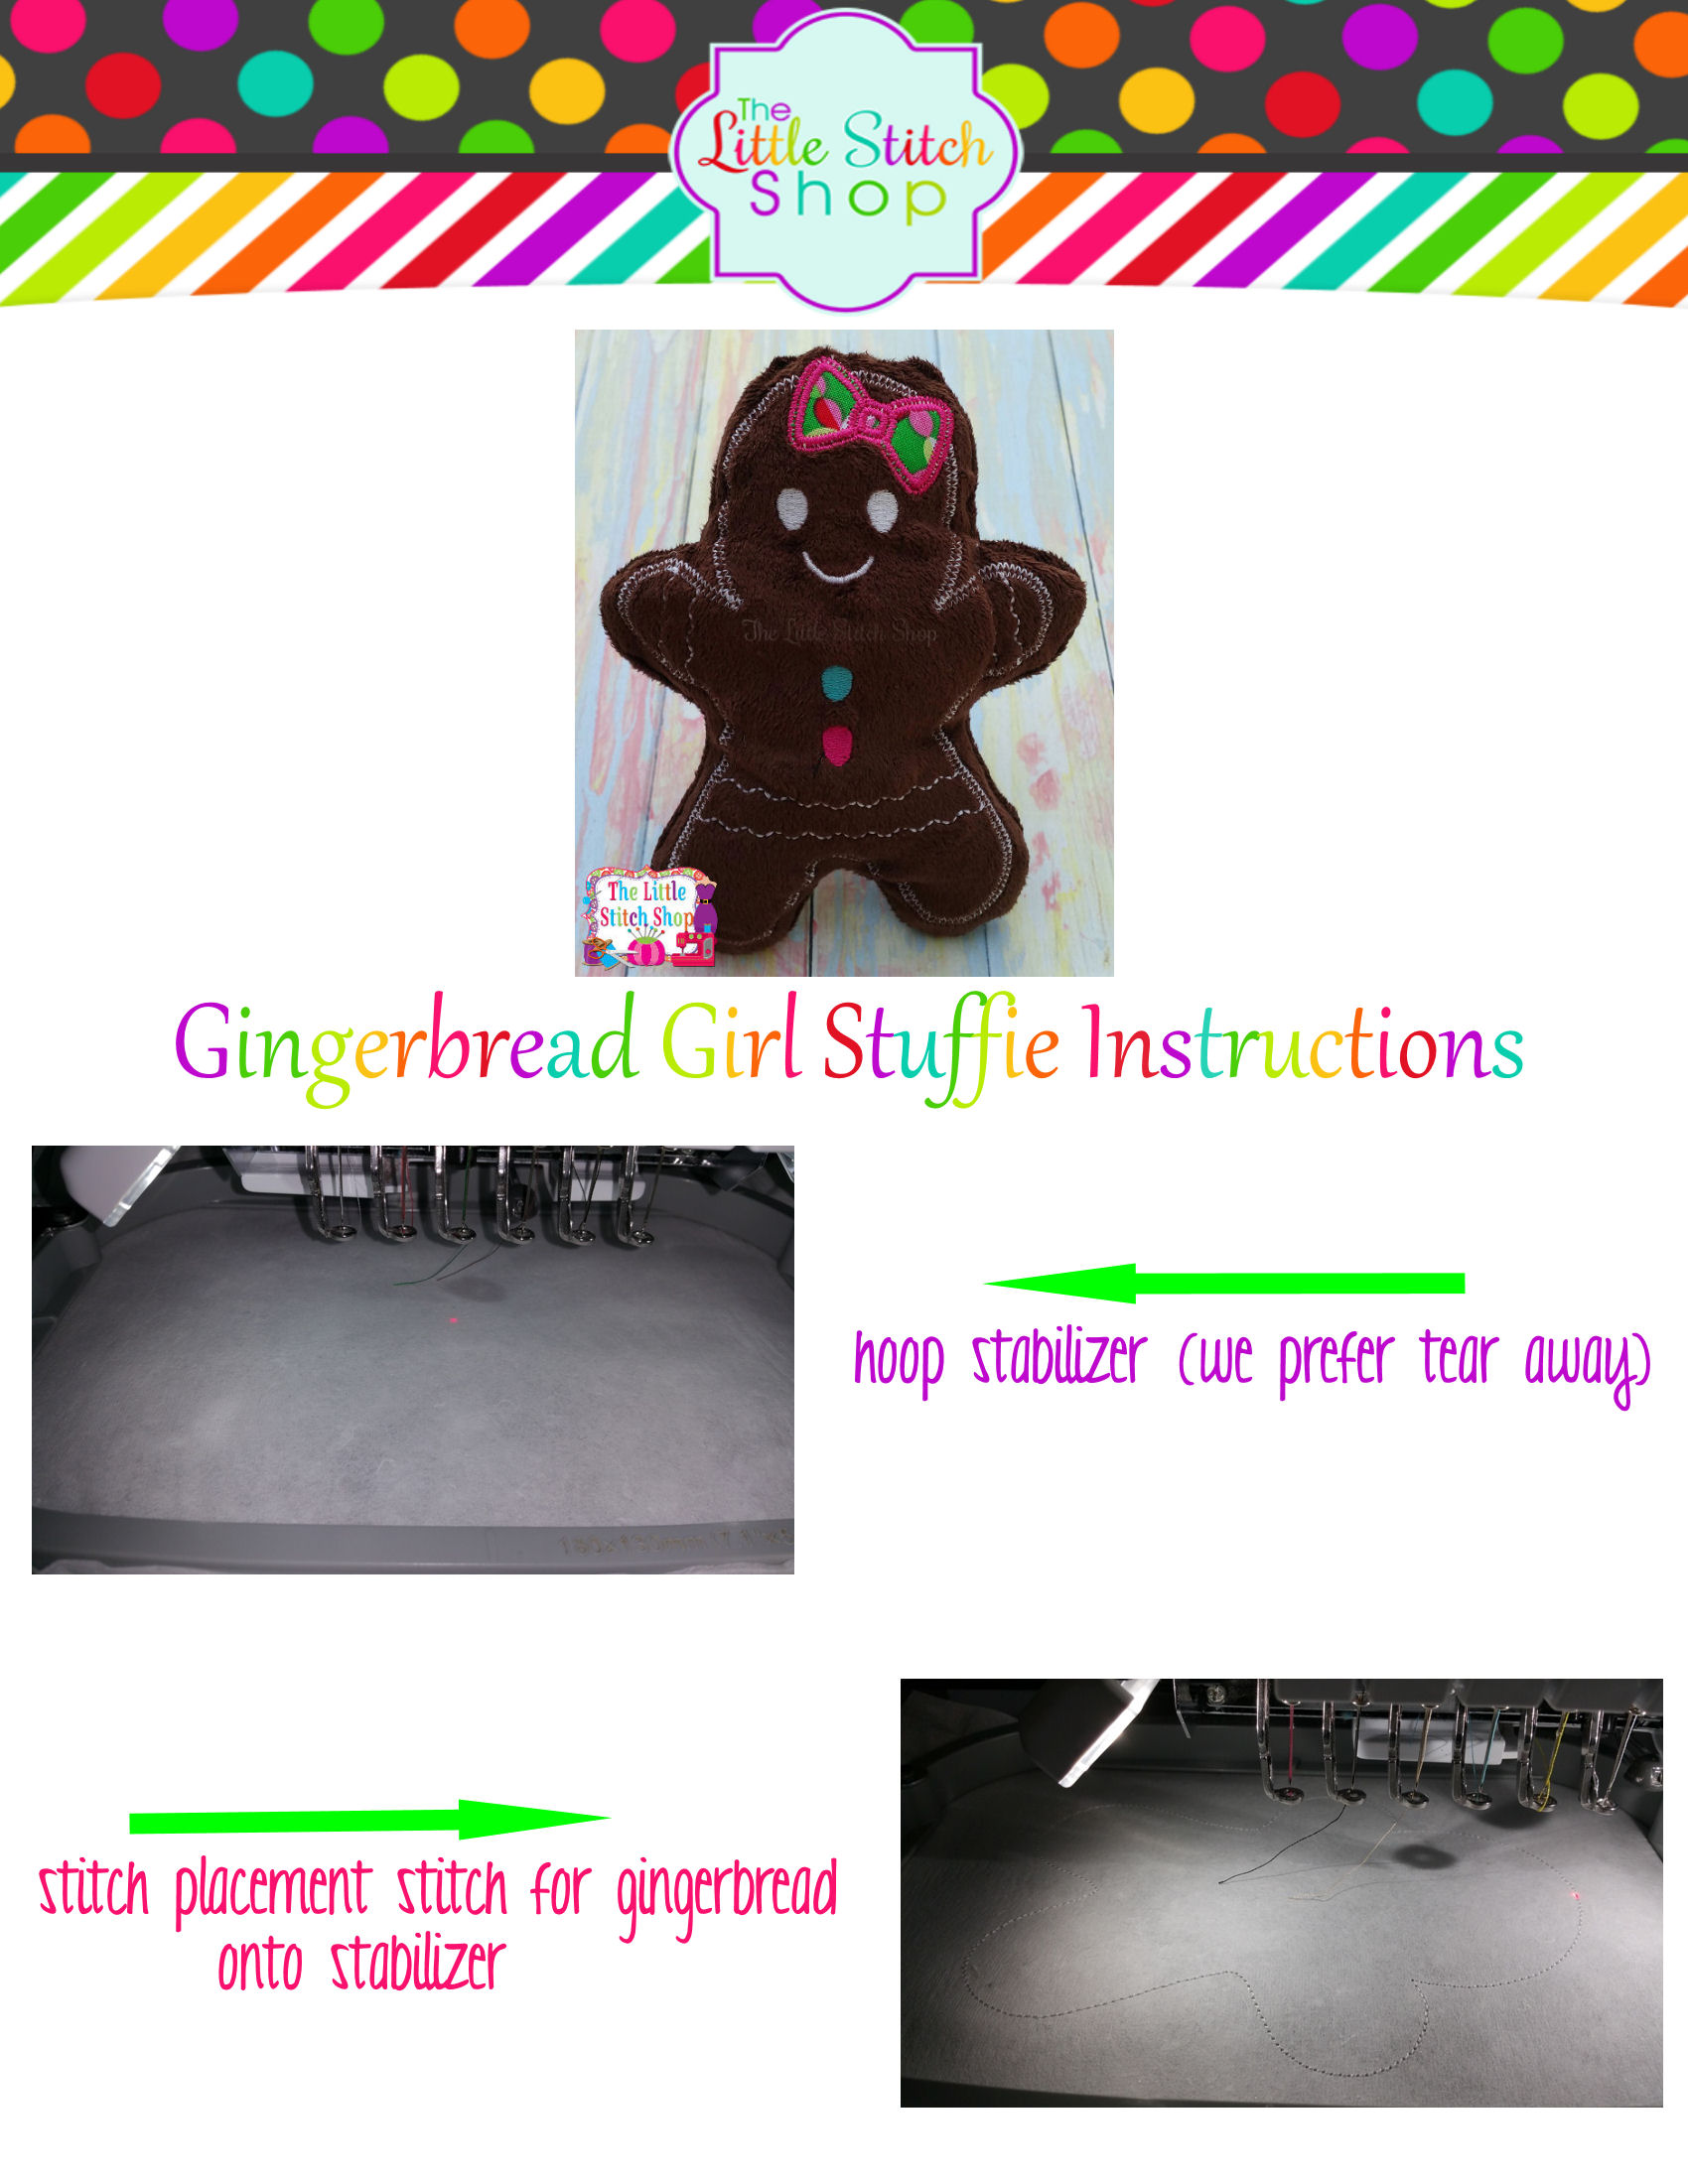 The
Little Stitch
Shop
The Little Stitch Shop
The Little
Stitch Shop
Gingerbread Girl Stuffie Instructions
hoop stabilizer (we prefer tear away)
stitch placement stitch for gingerbread
onto stabilizer